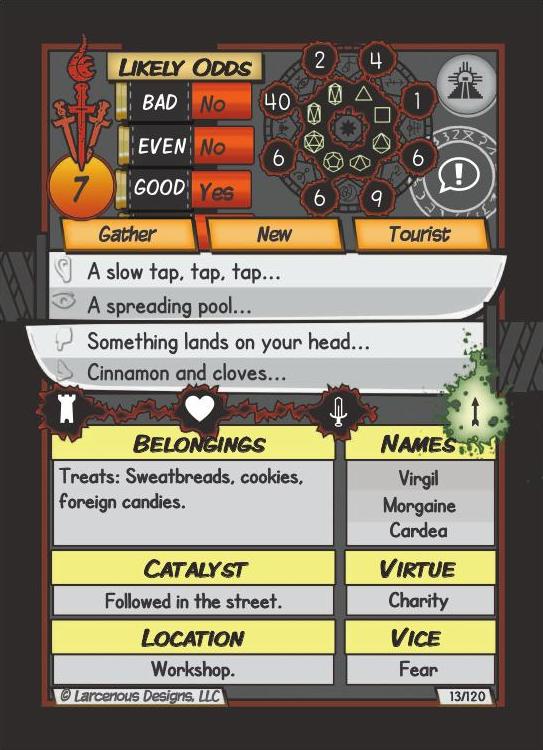 LIKELY ODDS
BAD No
EVEN No
GOOD Yes
7
2 4
40 1
6 6
6 9
!
Gather New Tourist
A slow tap, tap, tap...
A spreading pool...
Something lands on your head...
Cinnamon and cloves...
BELONGINGS
Treats: Sweatbreads, cookies,
foreign candies.
NAMES
Virgil
Morgaine
Cardea
CATALYST
Followed in the street.
VIRTUE
Charity
LOCATION
Workshop.
VICE
Fear
© Larcenous Designs, LLC
13/120